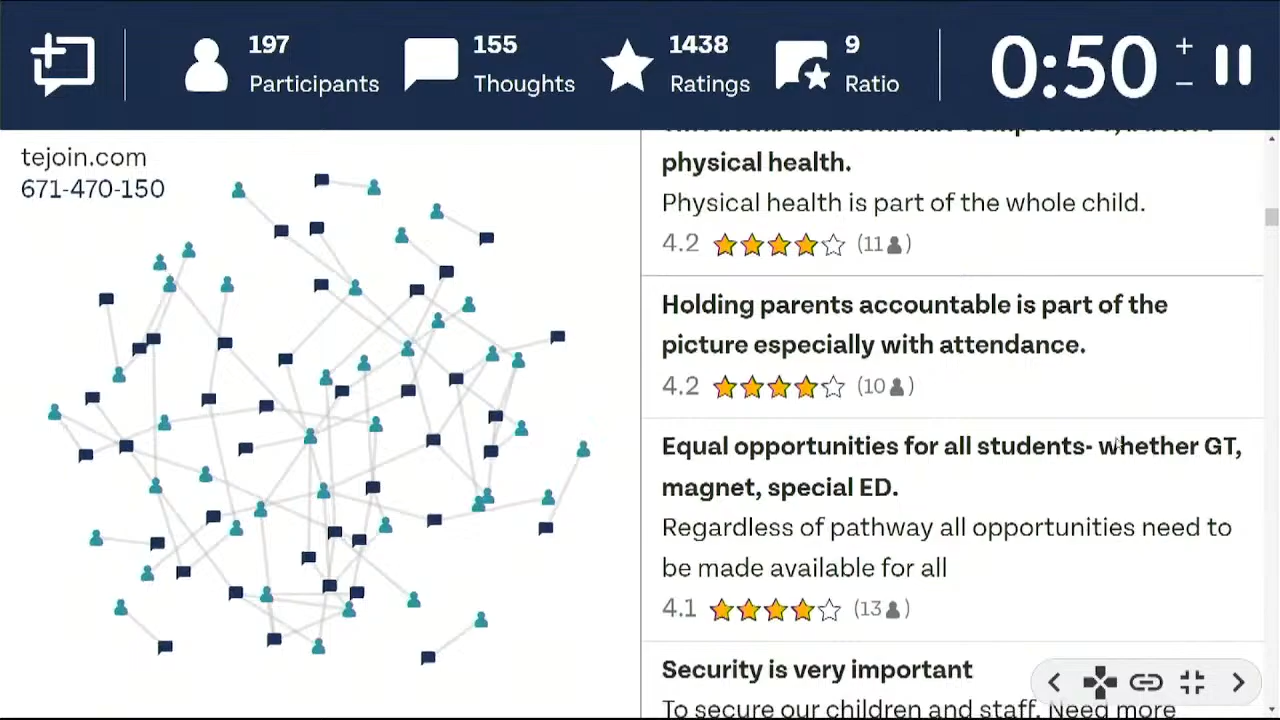 197
Participants
155
Thoughts
1438
Ratings
9
Ratio
0:50
+
−
tejoin.com
671-470-150
physical health.
Physical health is part of the whole child.
4.2 (11)
Holding parents accountable is part of the
picture especially with attendance.
4.2 (10)
Equal opportunities for all students- whether GT,
magnet, special ED.
Regardless of pathway all opportunities need to
be made available for all
4.1 (13)
Security is very important
To secure our children and staff. Need more